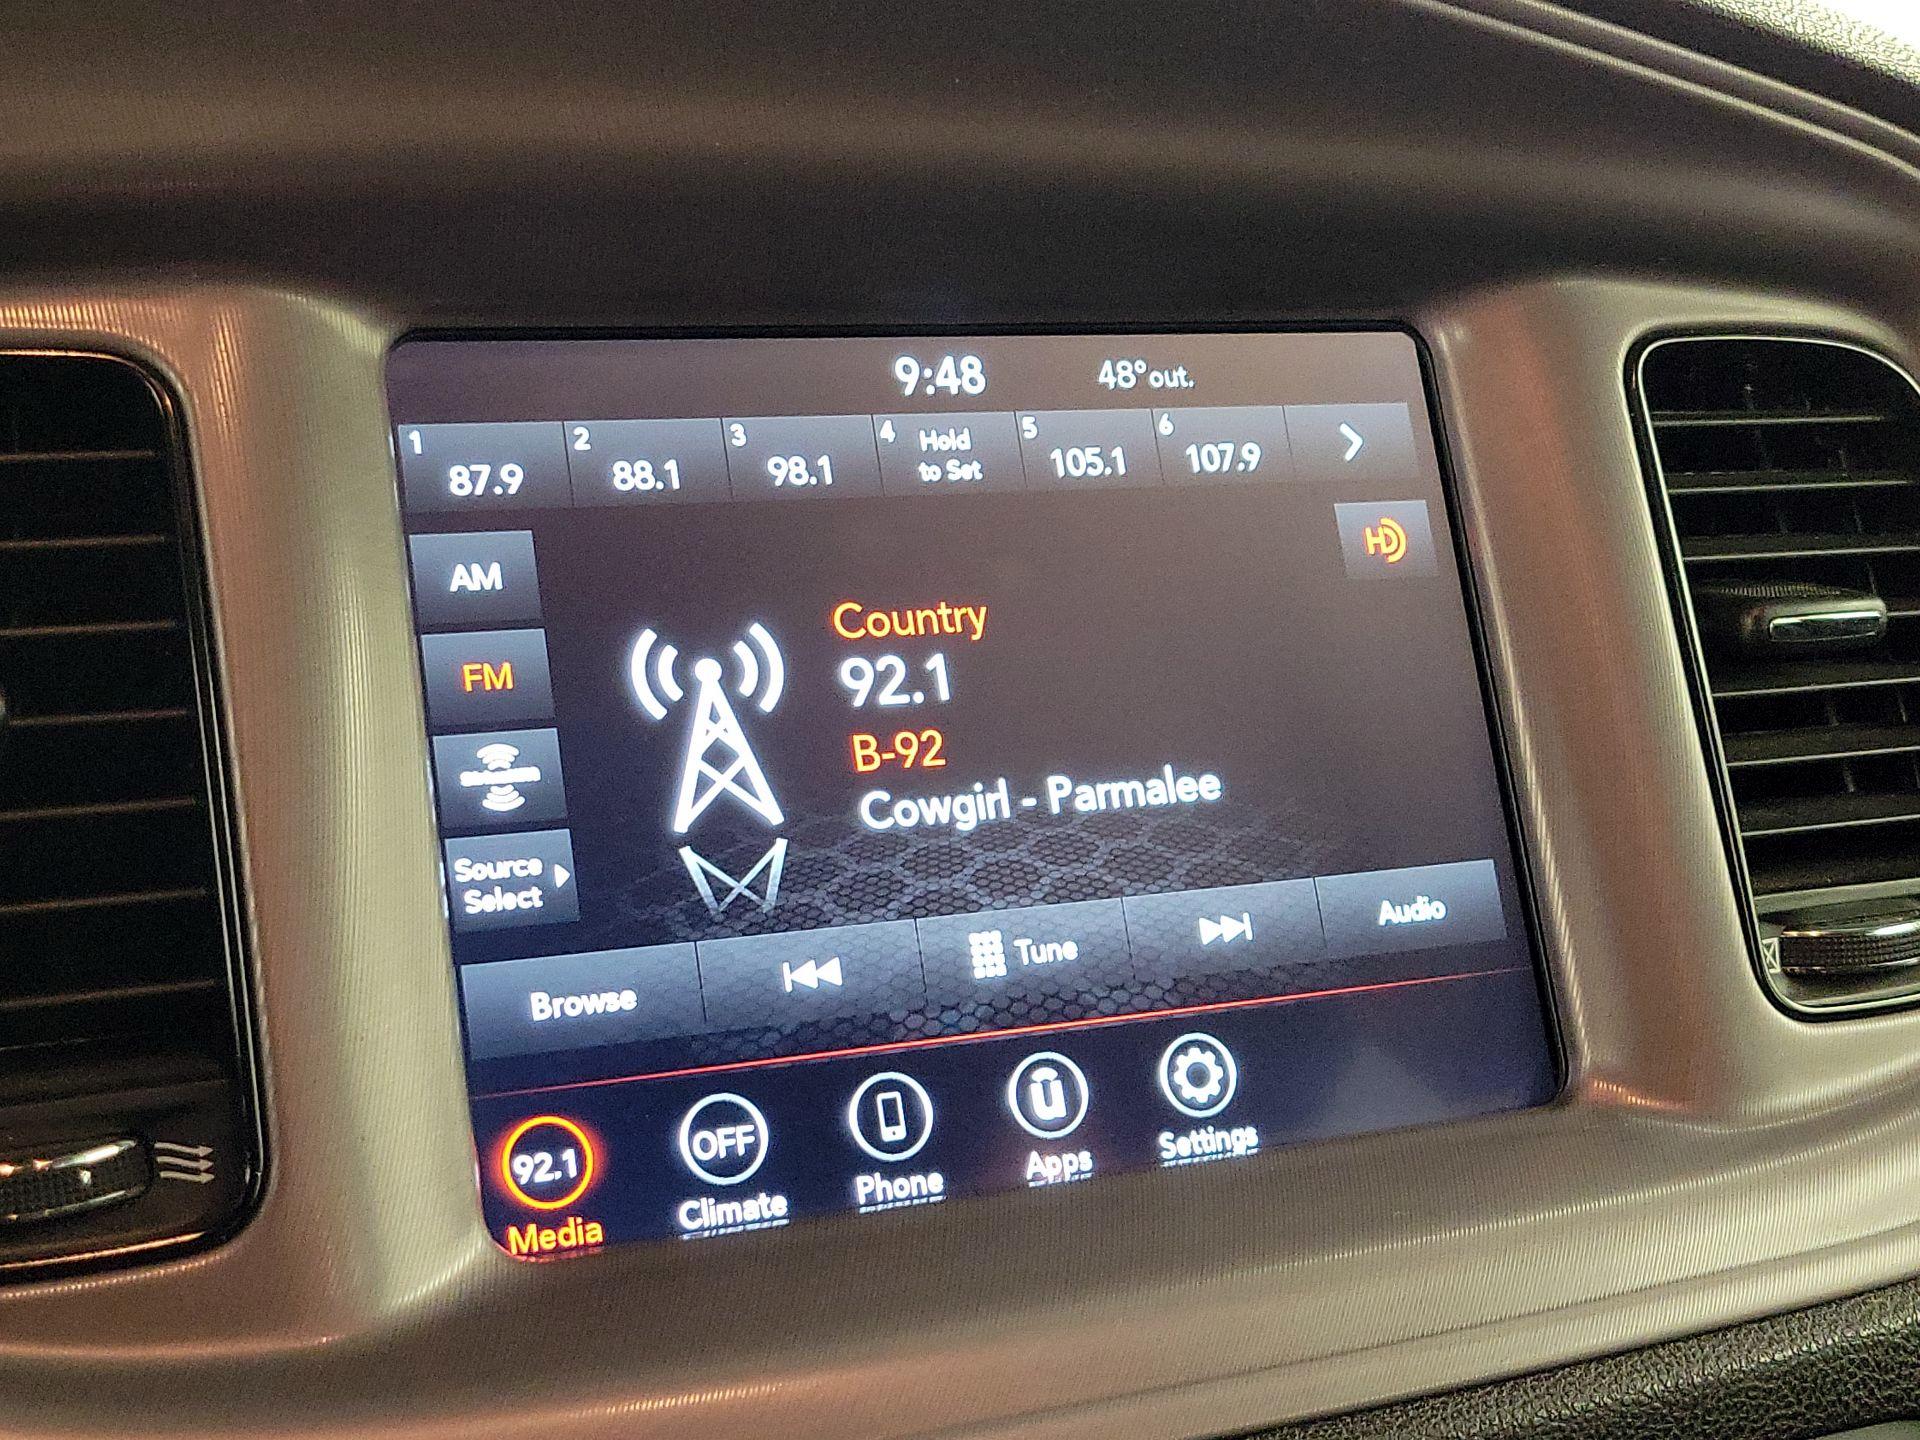 9:48 48° out.
1 87.9 2 88.1 3 98.1 4 Hold to Set 5 105.1 6 107.9
HD
AM
FM
Source
Select
Country
92.1
B-92
Cowgirl - Parmalee
Browse Tune Audio
92.1 OFF ū
Media Climate Phone Apps Settings